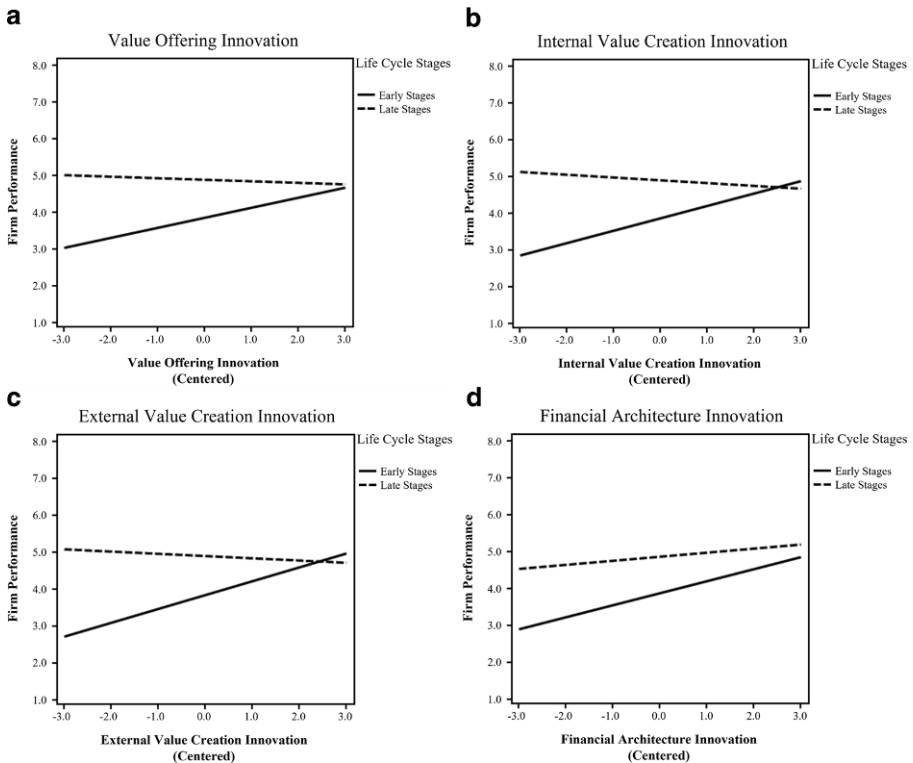 a
Value Offering Innovation
Life Cycle Stages
Early Stages
Late Stages
Firm Performance
8.0
7.0
6.0
5.0
4.0
3.0
2.0
1.0
-3.0 -2.0 -1.0 0.0 1.0 2.0 3.0
Value Offering Innovation
(Centered)
b
Internal Value Creation Innovation
Life Cycle Stages
Early Stages
Late Stages
Firm Performance
8.0
7.0
6.0
5.0
4.0
3.0
2.0
1.0
-3.0 -2.0 -1.0 0.0 1.0 2.0 3.0
Internal Value Creation Innovation
(Centered)
c
External Value Creation Innovation
Life Cycle Stages
Early Stages
Late Stages
Firm Performance
8.0
7.0
6.0
5.0
4.0
3.0
2.0
1.0
-3.0 -2.0 -1.0 0.0 1.0 2.0 3.0
External Value Creation Innovation
(Centered)
d
Financial Architecture Innovation
Life Cycle Stages
Early Stages
Late Stages
Firm Performance
8.0
7.0
6.0
5.0
4.0
3.0
2.0
1.0
-3.0 -2.0 -1.0 0.0 1.0 2.0 3.0
Financial Architecture Innovation
(Centered)